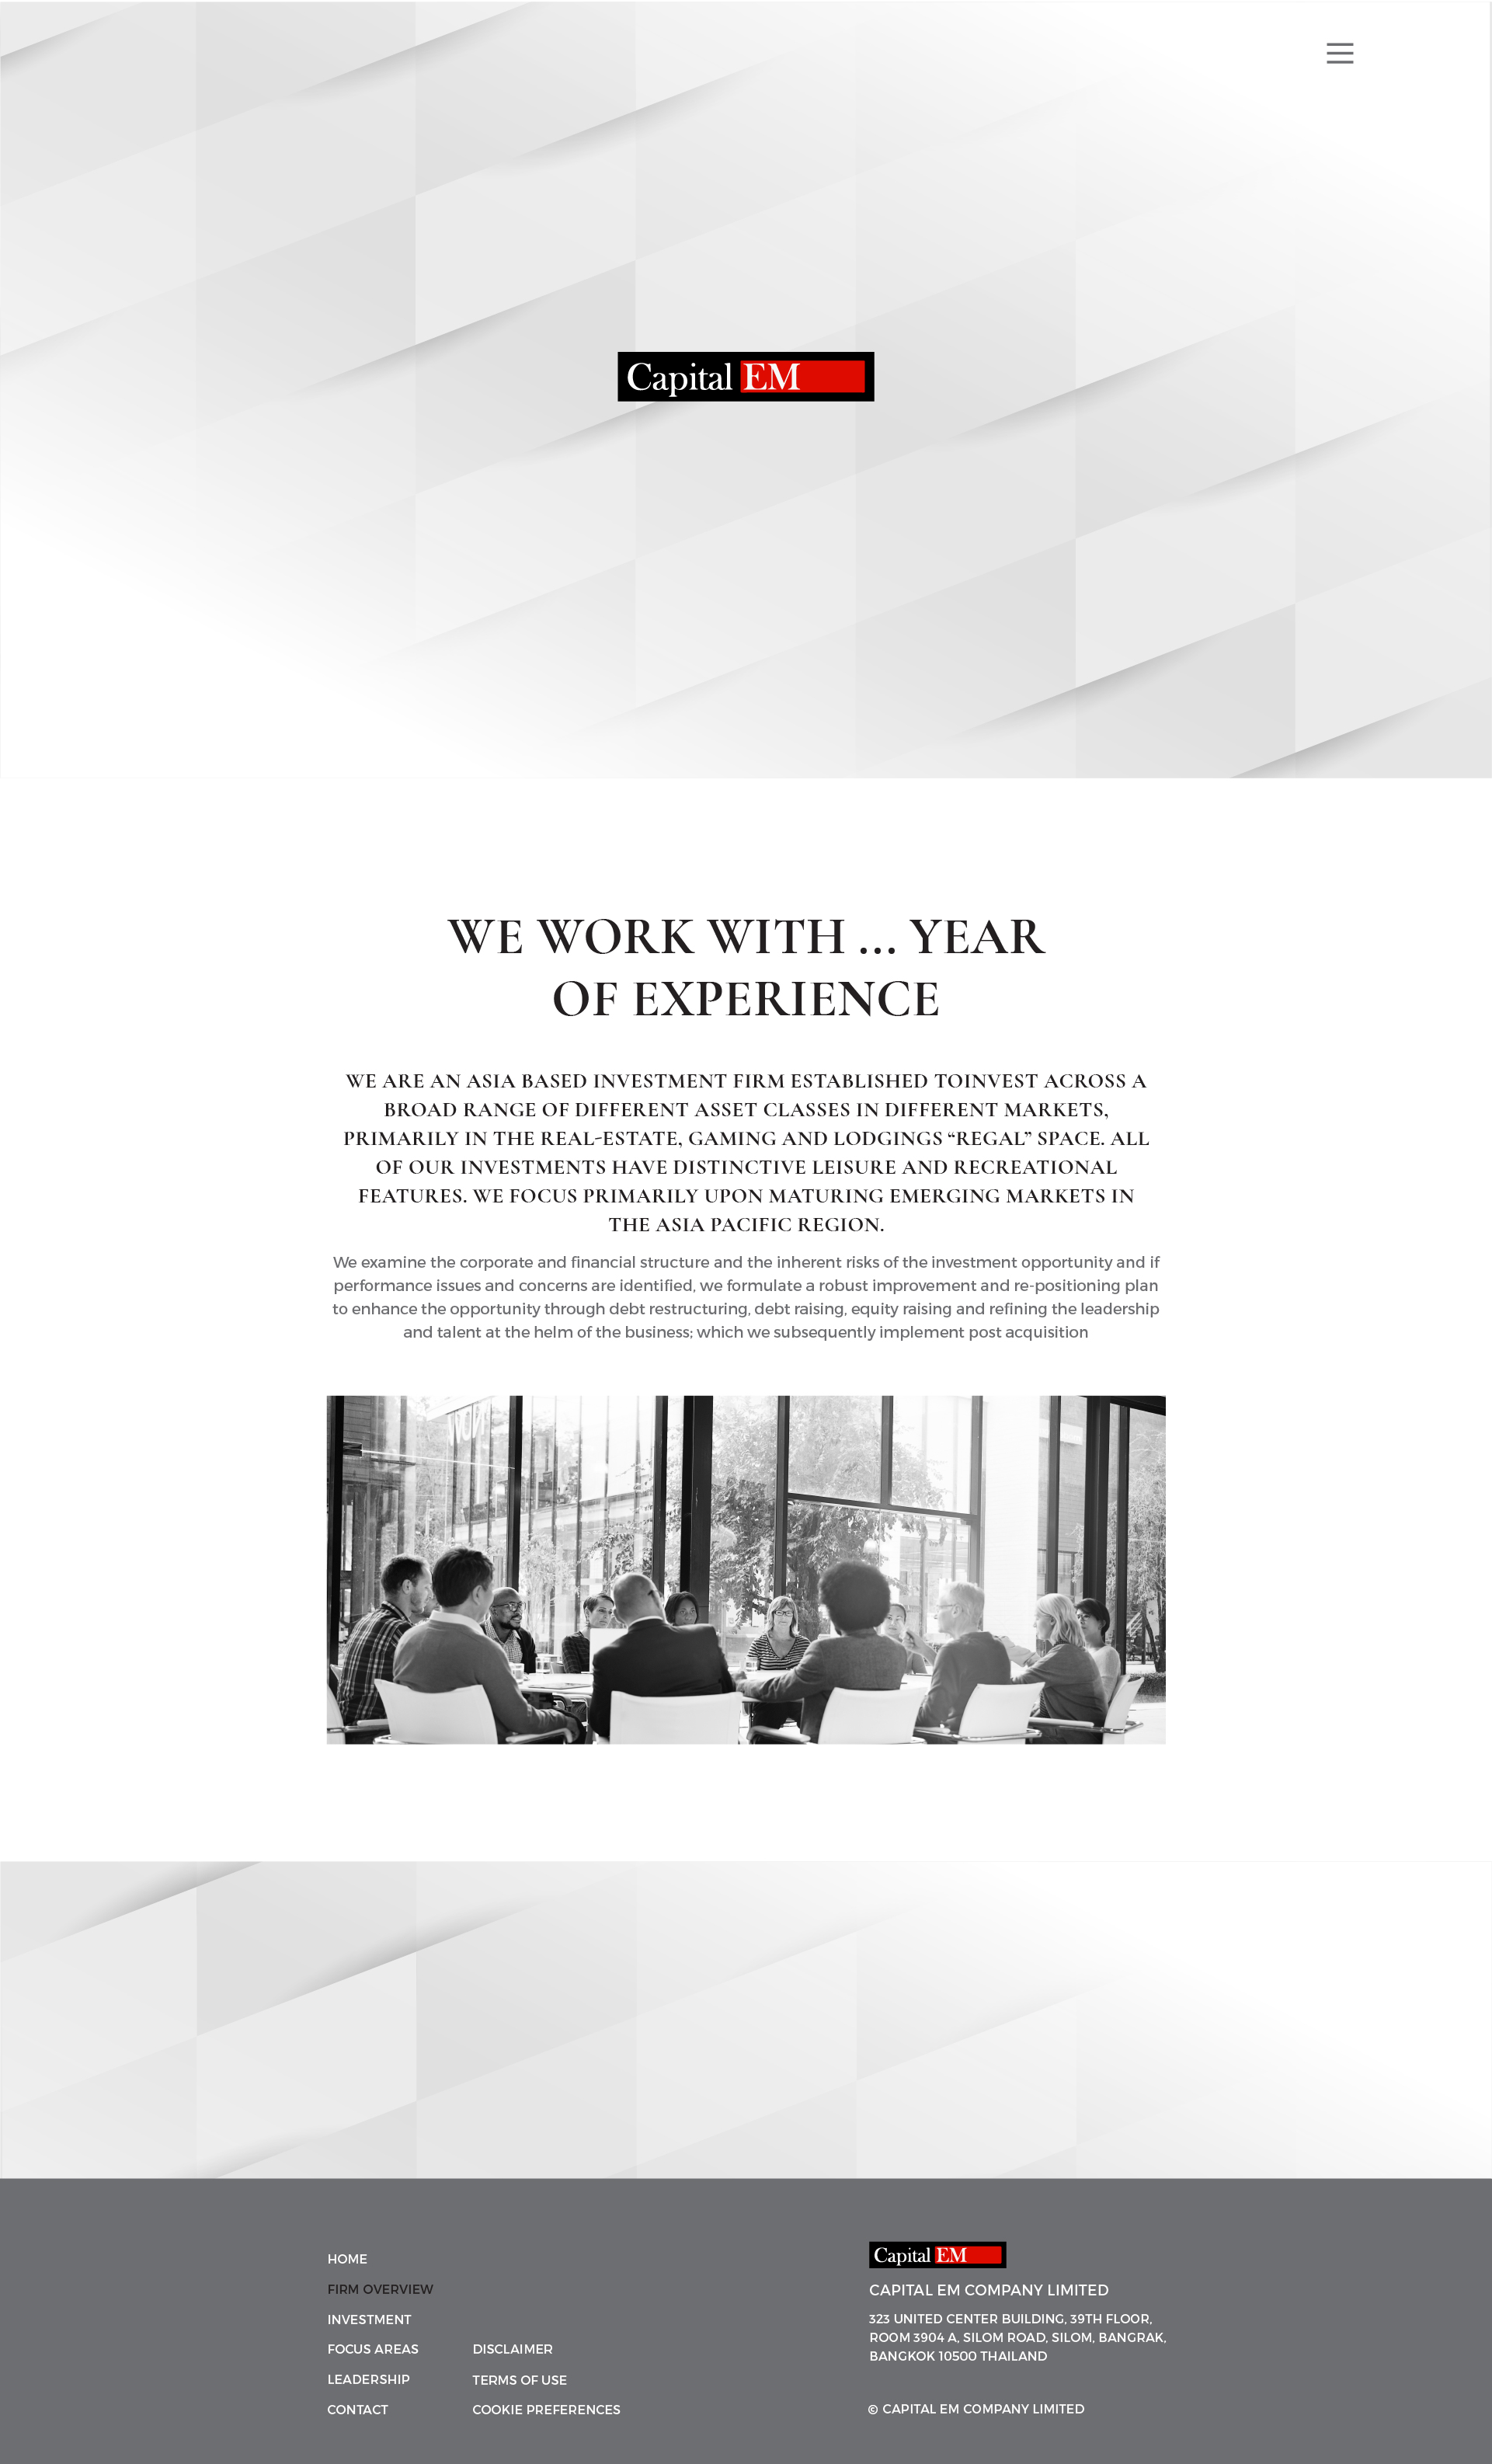 Capital EM
WE WORK WITH ... YEAR
OF EXPERIENCE
WE ARE AN ASIA BASED INVESTMENT FIRM ESTABLISHED TOINVEST ACROSS A
BROAD RANGE OF DIFFERENT ASSET CLASSES IN DIFFERENT MARKETS,
PRIMARILY IN THE REAL-ESTATE, GAMING AND LODGINGS “REGAL” SPACE. ALL
OF OUR INVESTMENTS HAVE DISTINCTIVE LEISURE AND RECREATIONAL
FEATURES. WE FOCUS PRIMARILY UPON MATURING EMERGING MARKETS IN
THE ASIA PACIFIC REGION.
We examine the corporate and financial structure and the inherent risks of the investment opportunity and if
performance issues and concerns are identified, we formulate a robust improvement and re-positioning plan
to enhance the opportunity through debt restructuring, debt raising, equity raising and refining the leadership
and talent at the helm of the business; which we subsequently implement post acquisition
HOME
FIRM OVERVIEW
INVESTMENT
FOCUS AREAS
LEADERSHIP
CONTACT
DISCLAIMER
TERMS OF USE
COOKIE PREFERENCES
Capital EM
CAPITAL EM COMPANY LIMITED
323 UNITED CENTER BUILDING, 39TH FLOOR,
ROOM 3904 A, SILOM ROAD, SILOM, BANGRAK,
BANGKOK 10500 THAILAND
© CAPITAL EM COMPANY LIMITED